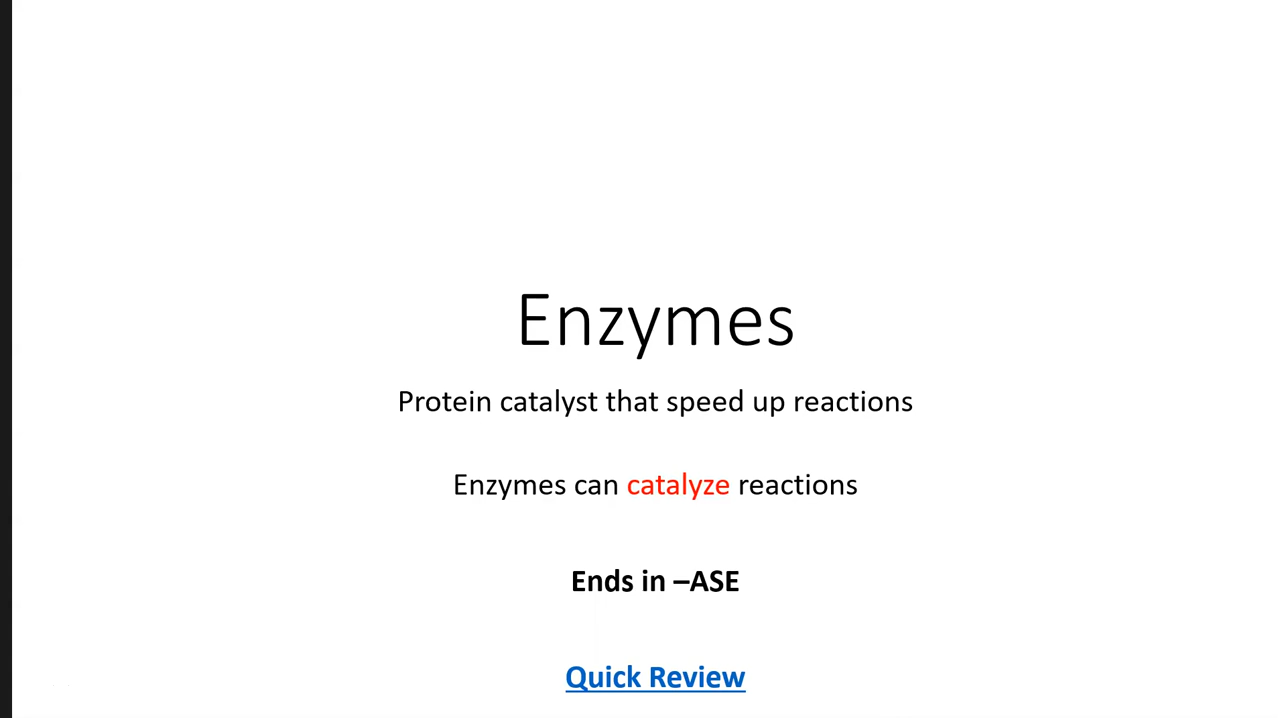 Enzymes
Protein catalyst that speed up reactions
Enzymes can catalyze reactions
Ends in –ASE
Quick Review